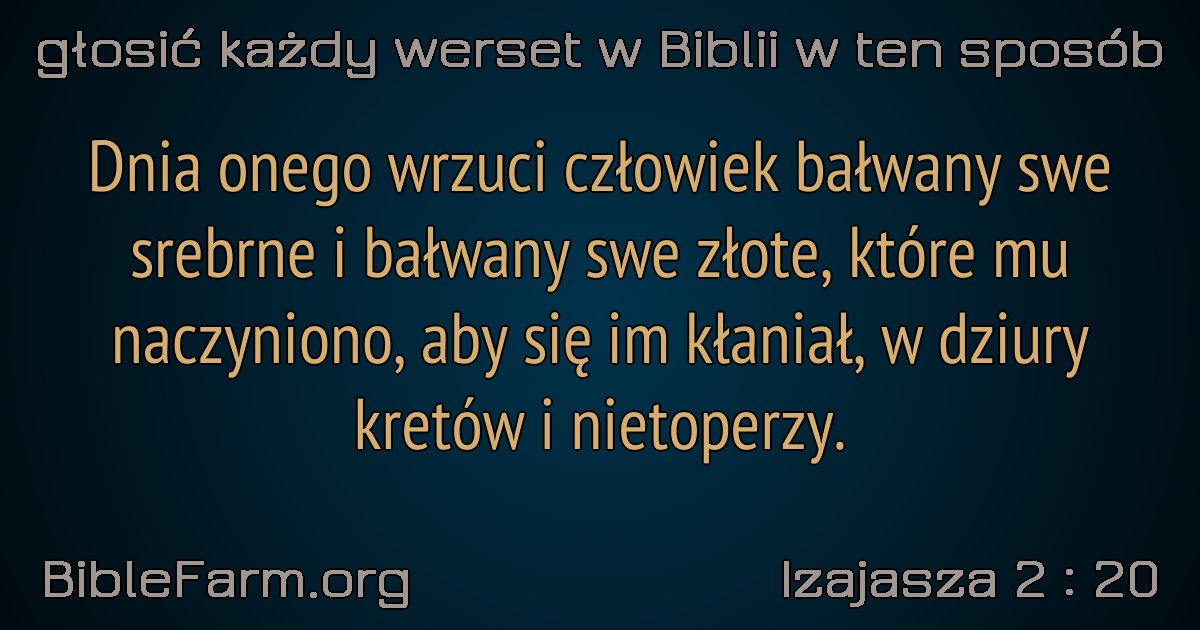 głosić każdy werset w Biblii w ten sposób
Dnia onego wrzuci człowiek bałwany swe
srebrne i bałwany swe złote, które mu
naczyniono, aby się im kłaniał, w dziury
kretów i nietoperzy.
BibleFarm.org
Izajasza 2 : 20